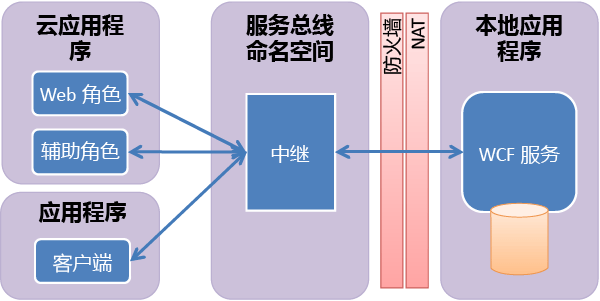 云应用程
序
Web 角色
辅助角色
应用程序
客户端
服务总线
命名空间
中继
防火墙
NAT
本地应用
程序
WCF 服务